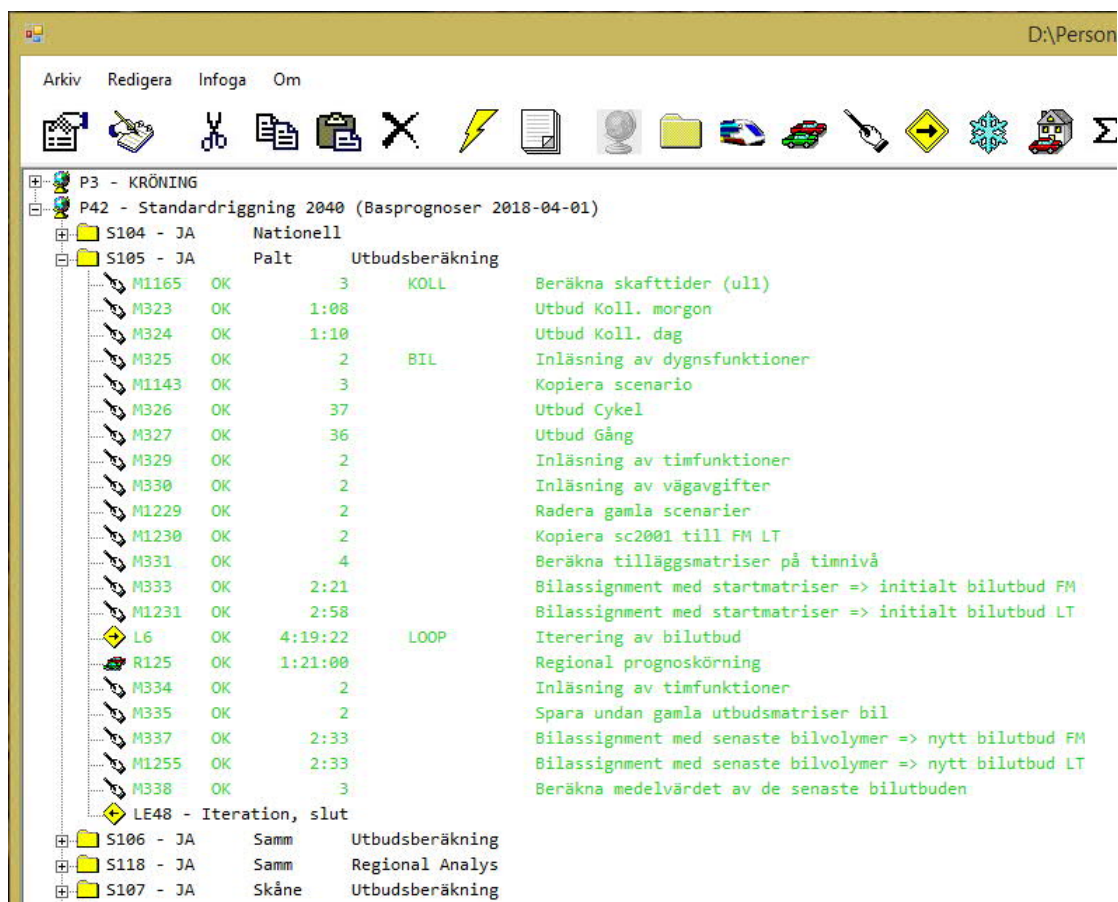 D:\Person
Arkiv Redigera Infoga Om
P3 - KRÖNING
P42 - Standardriggning 2040 (Basprognoser 2018-04-01)
S104 - JA Nationell
S105 - JA Palt Utbudsberäkning
M1165 OK 3 KOLL Beräkna skafttider (ul1)
M323 OK 1:08 Utbud Koll. morgon
M324 OK 1:10 Utbud Koll. dag
M325 OK 2 BIL Inläsning av dygnsfunktioner
M1143 OK 3 Kopiera scenario
M326 OK 37 Utbud Cykel
M327 OK 36 Utbud Gång
M329 OK 2 Inläsning av timfunktioner
M330 OK 2 Inläsning av vägavgifter
M1229 OK 2 Radera gamla scenarier
M1230 OK 2 Kopiera sc2001 till FM LT
M331 OK 4 Beräkna tilläggsmatriser på timnivå
M333 OK 2:21 Bilassignment med startmatriser => initialt bilutbud FM
M1231 OK 2:58 Bilassignment med startmatriser => initialt bilutbud LT
L6 OK 4:19:22 LOOP Iterering av bilutbud
R125 OK 1:21:00 Regional prognoskörning
M334 OK 2 Inläsning av timfunktioner
M335 OK 2 Spara undan gamla utbudsmatriser bil
M337 OK 2:33 Bilassignment med senaste bilvolymer => nytt bilutbud FM
M1255 OK 2:33 Bilassignment med senaste bilvolymer => nytt bilutbud LT
M338 OK 3 Beräkna medelvärdet av de senaste bilutbuden
LE48 - Iteration, slut
S106 - JA Samm Utbudsberäkning
S118 - JA Samm Regional Analys
S107 - JA Skåne Utbudsberäkning